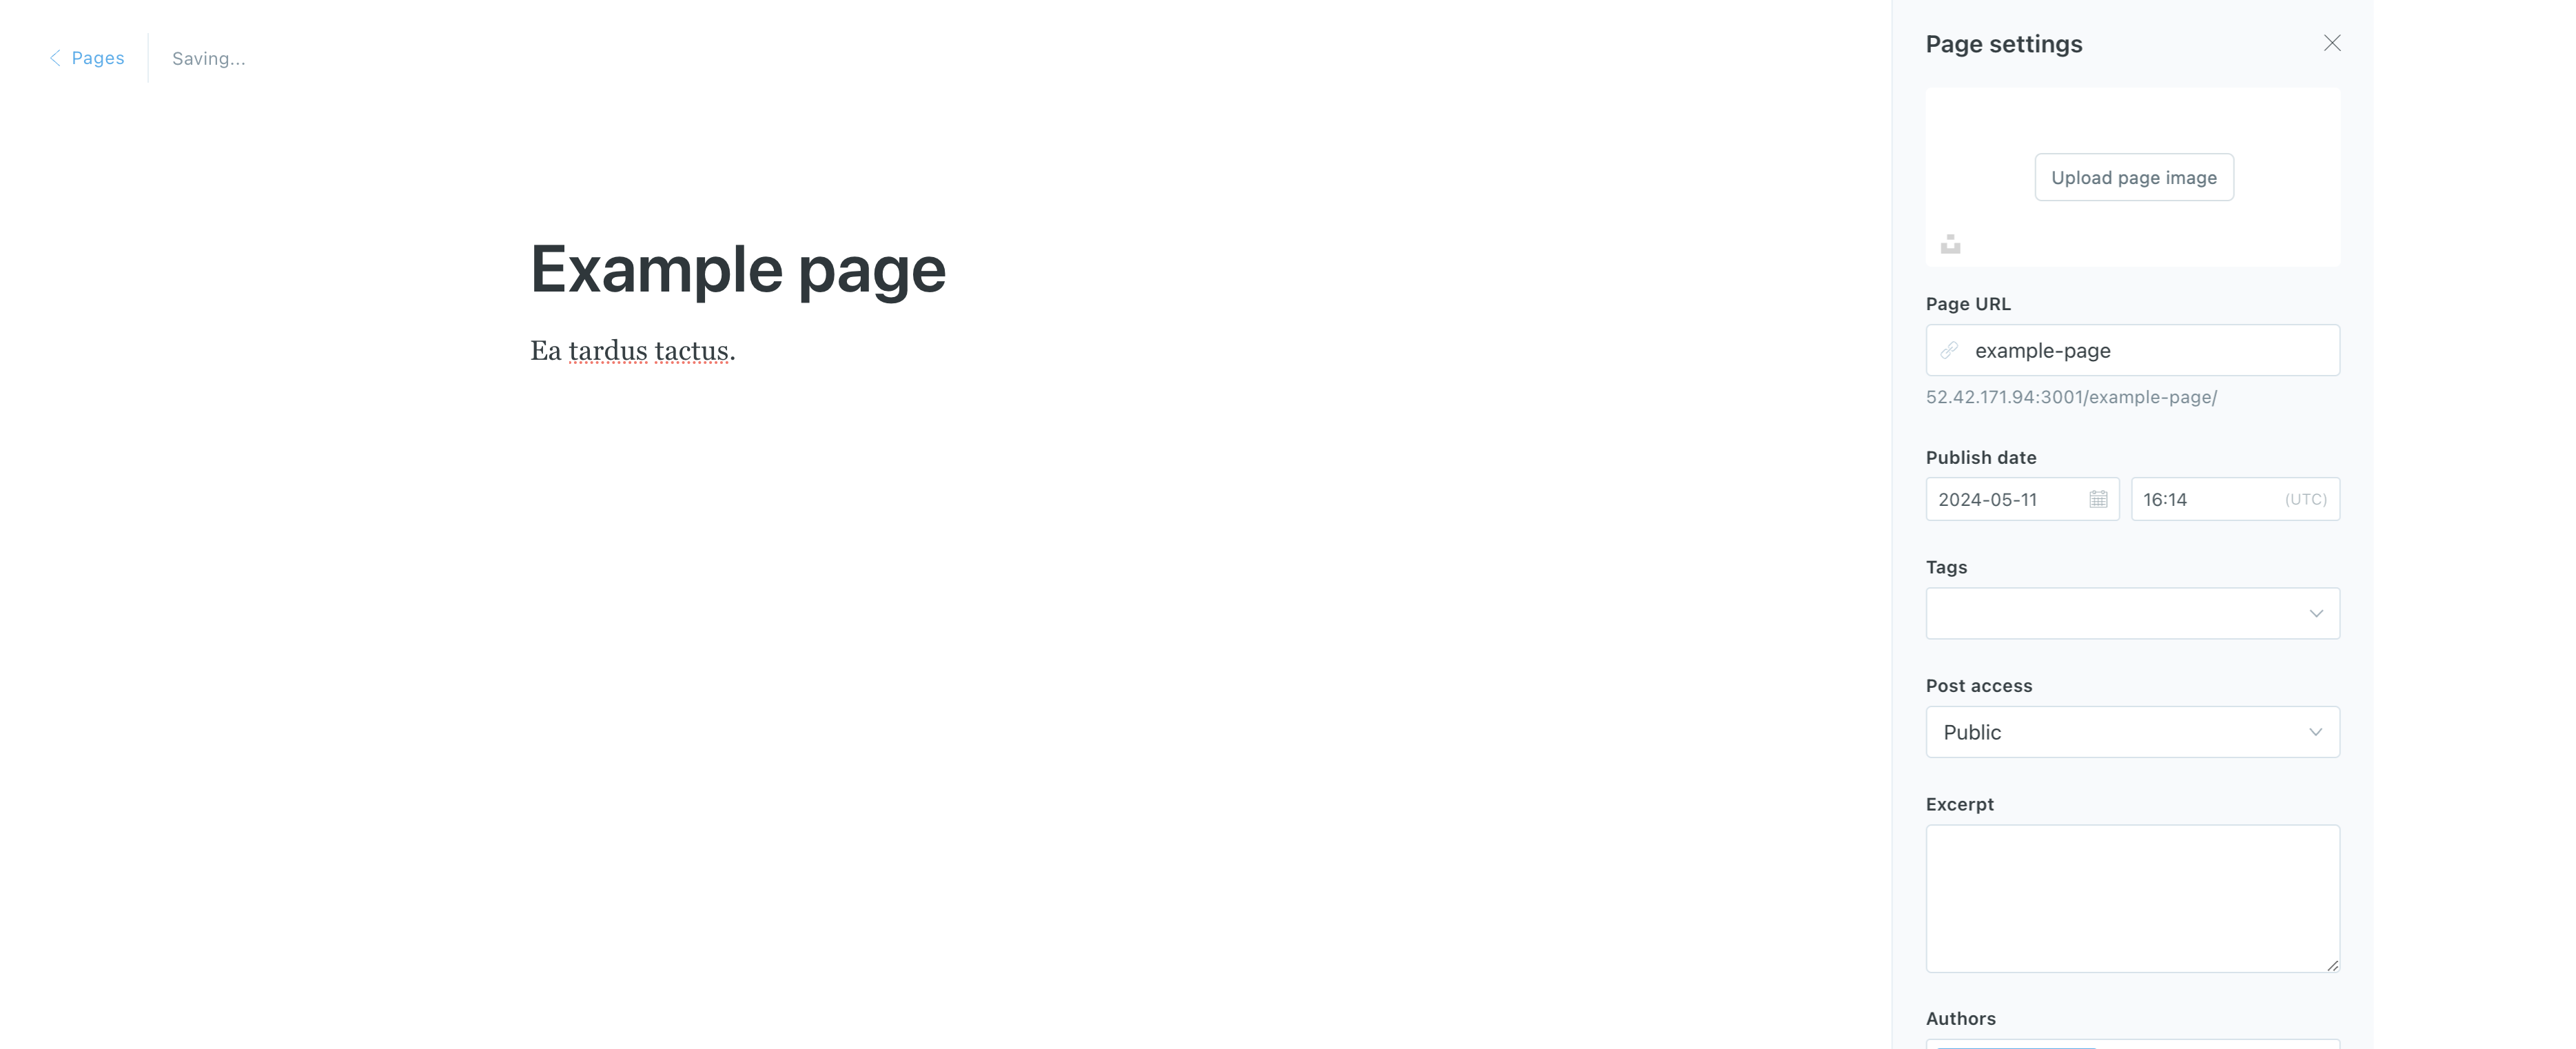 Pages
Saving...
Example page
Ea tardus tactus.
Page settings
Upload page image
Page URL
example-page
52.42.171.94:3001/example-page/
Publish date
2024-05-11
16:14 (UTC)
Tags
Post access
Public
Excerpt
Authors